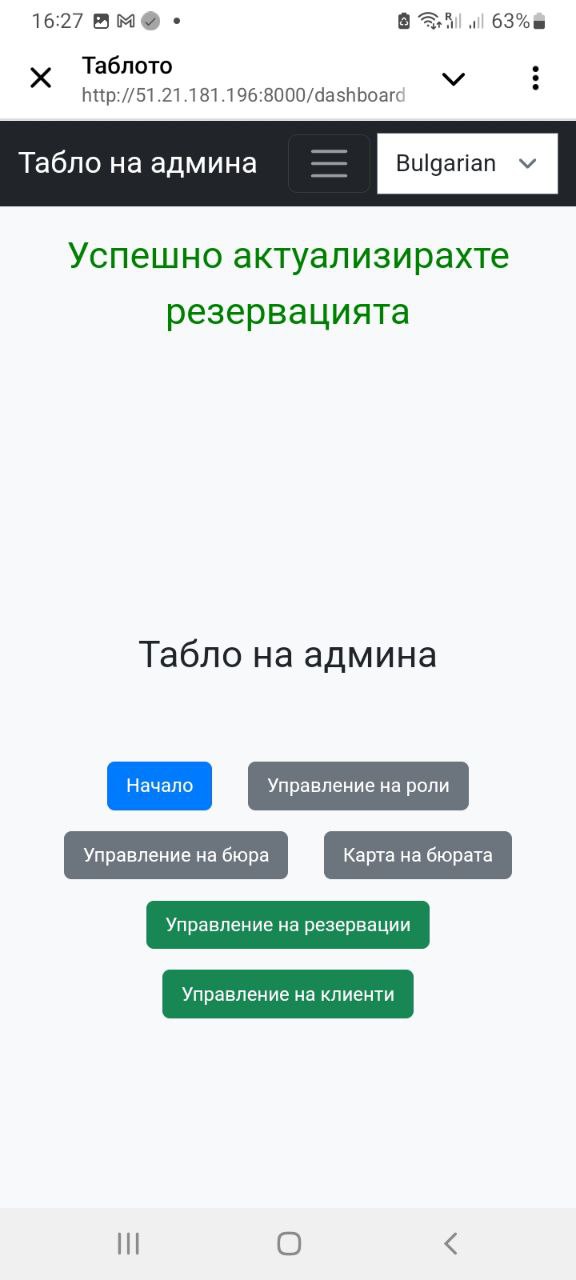 16:27
63%
Таблото
http://51.21.181.196:8000/dashboard
Табло на админа
Bulgarian
Успешно актуализирахте
резервацията
Табло на админа
Начало
Управление на роли
Управление на бюра
Карта на бюрата
Управление на резервации
Управление на клиенти